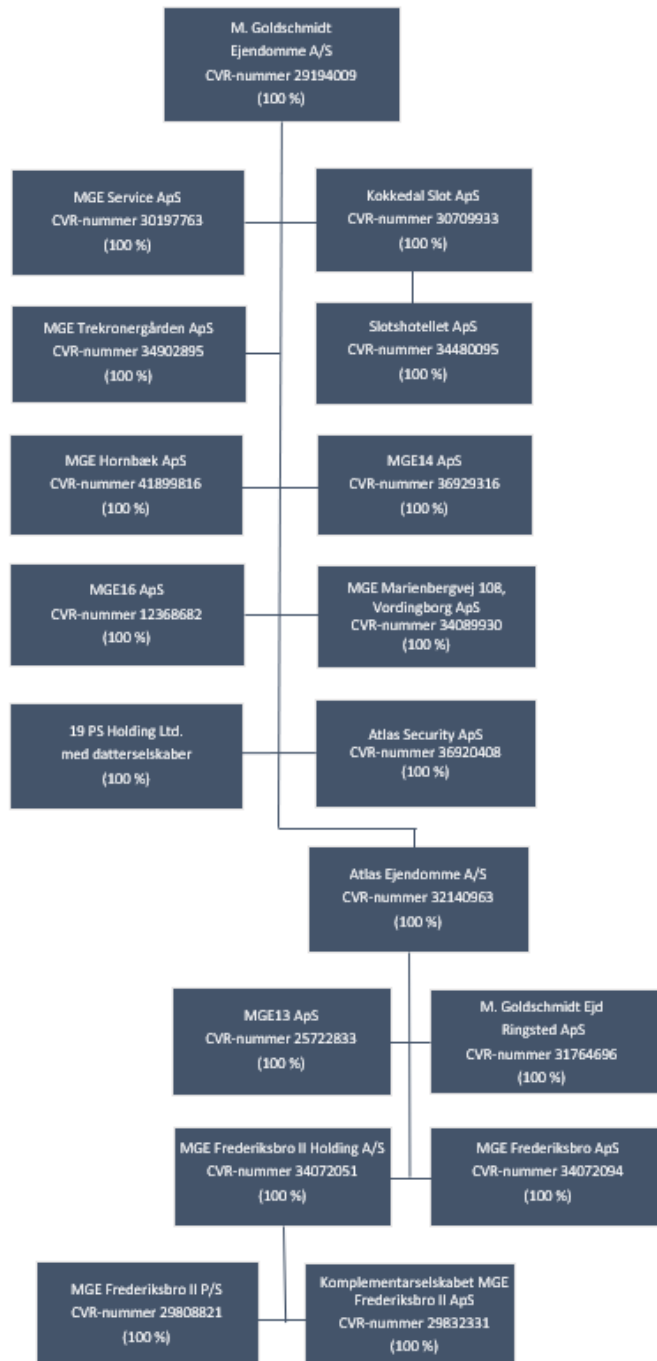 M. Goldschmidt
Ejendomme A/S
CVR-nummer 29194009
(100 %)
MGE Service ApS
CVR-nummer 30197763
(100 %)
Kokkedal Slot ApS
CVR-nummer 30709933
(100 %)
MGE Trekronergården ApS
CVR-nummer 34902895
(100 %)
Slotshotellet ApS
CVR-nummer 34480095
(100 %)
MGE Hornbæk ApS
CVR-nummer 41899816
(100 %)
MGE14 ApS
CVR-nummer 36929316
(100 %)
MGE16 ApS
CVR-nummer 12368682
(100 %)
MGE Marienbergvej 108,
Vordingborg ApS
CVR-nummer 34089930
(100 %)
19 PS Holding Ltd.
med datterselskaber
(100 %)
Atlas Security ApS
CVR-nummer 36920408
(100 %)
Atlas Ejendomme A/S
CVR-nummer 32140963
(100 %)
MGE13 ApS
CVR-nummer 25722833
(100 %)
M. Goldschmidt Ejd
Ringsted ApS
CVR-nummer 31764696
(100 %)
MGE Frederiksbro II Holding A/S
CVR-nummer 34072051
(100 %)
MGE Frederiksbro ApS
CVR-nummer 34072094
(100 %)
MGE Frederiksbro II P/S
CVR-nummer 29808821
(100 %)
Komplementarselskabet MGE
Frederiksbro II ApS
CVR-nummer 29832331
(100 %)